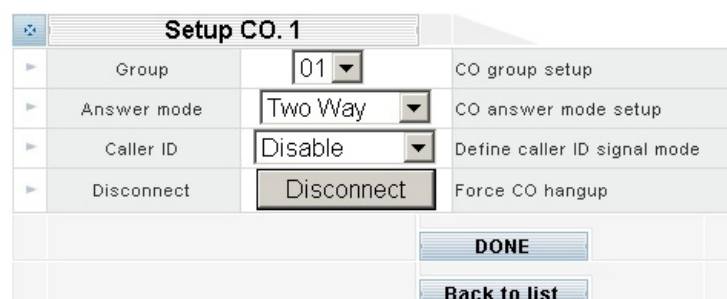 Setup CO. 1
Group 01 CO group setup
Answer mode Two Way CO answer mode setup
Caller ID Disable Define caller ID signal mode
Disconnect Disconnect Force CO hangup
DONE
Back to list